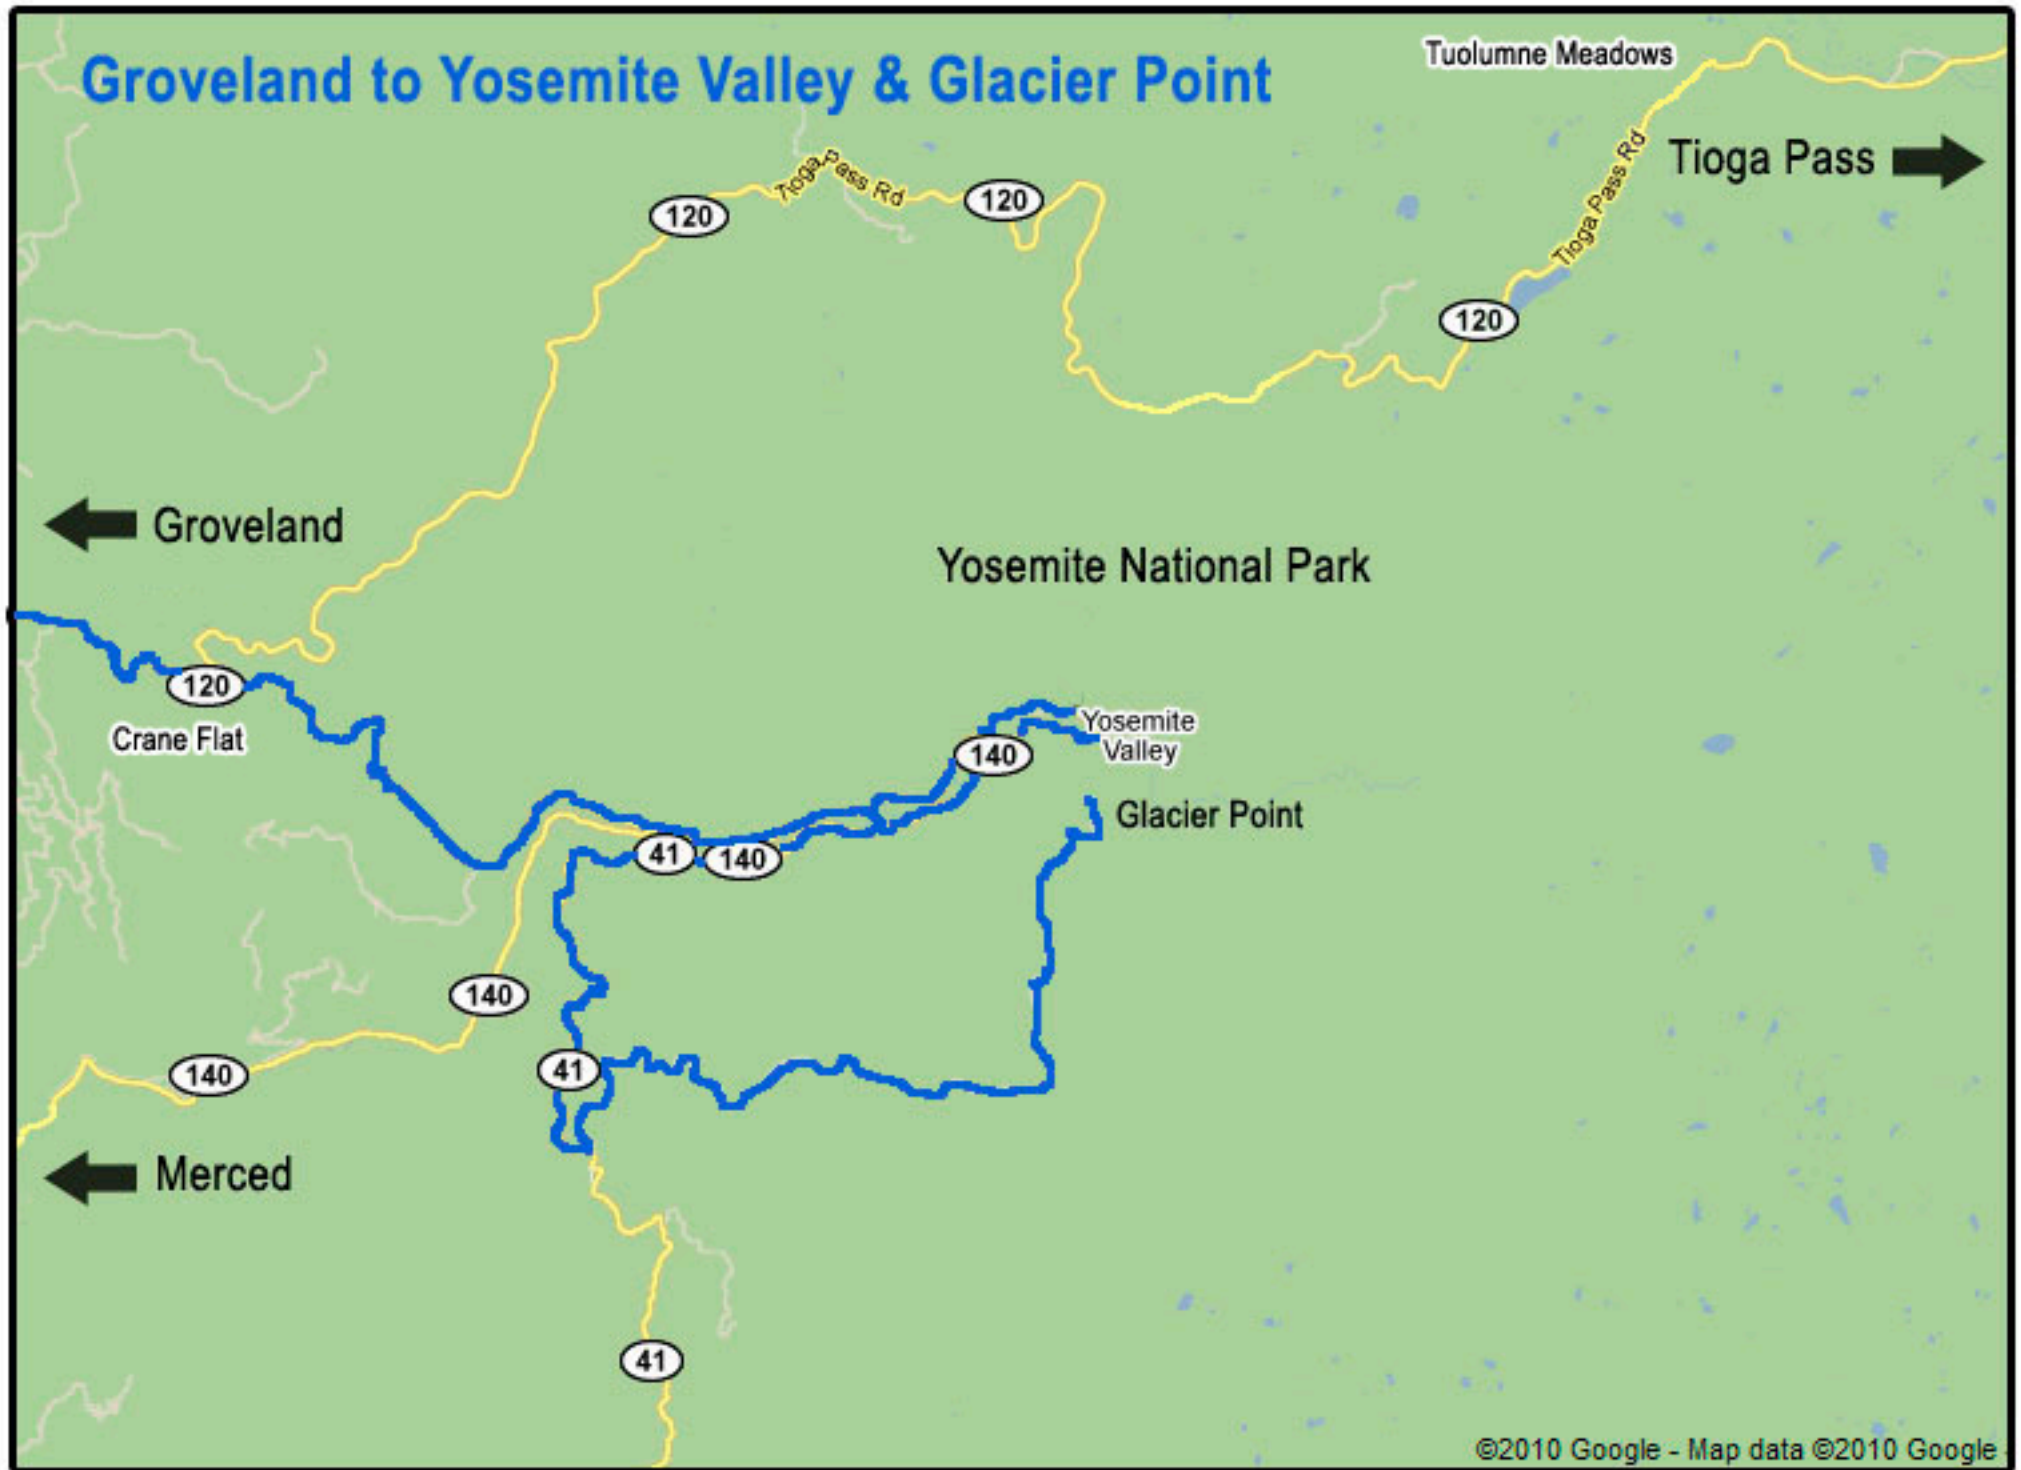 Groveland to Yosemite Valley & Glacier Point
Tuolumne Meadows
Tioga Pass
Tioga Pass Rd
Tioga Pass Rd
120
120
120
Groveland
Yosemite National Park
120
Crane Flat
Yosemite
Valley
140
Glacier Point
41
140
140
41
140
Merced
41
©2010 Google - Map data ©2010 Google -